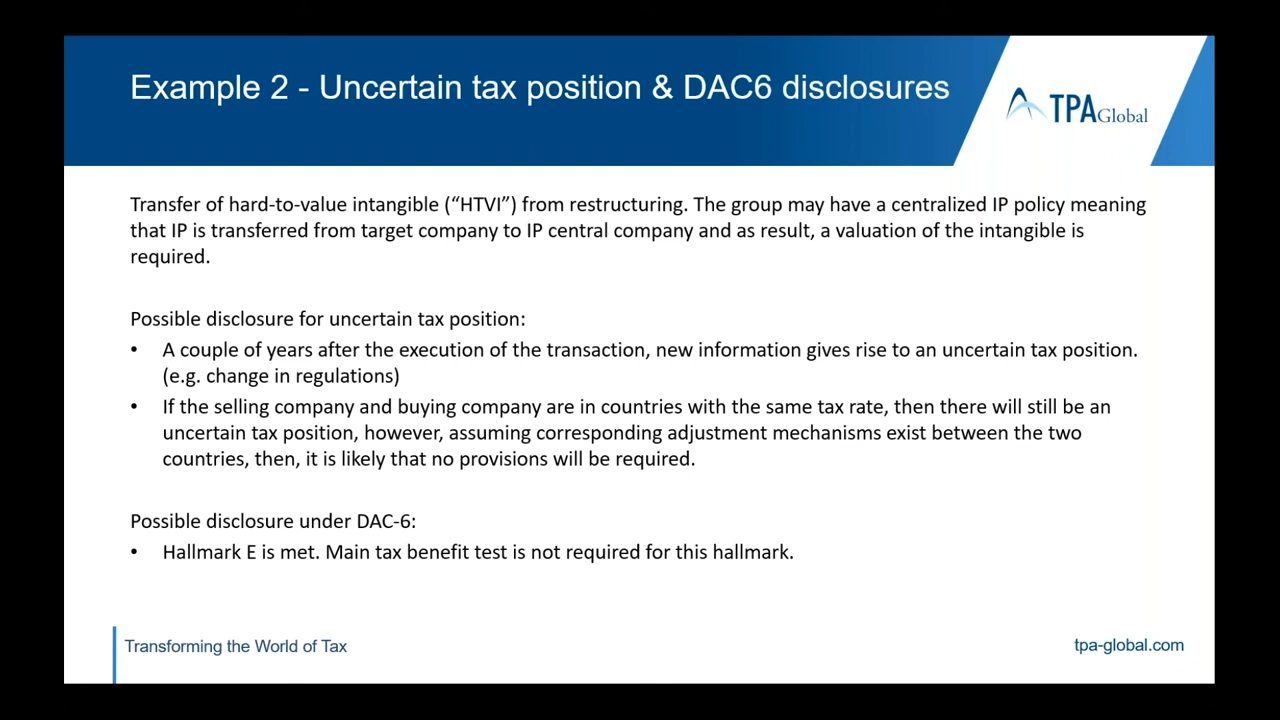 Example 2 - Uncertain tax position & DAC6 disclosures
TPAGlobal
Transfer of hard-to-value intangible (“HTVI”) from restructuring. The group may have a centralized IP policy meaning
that IP is transferred from target company to IP central company and as result, a valuation of the intangible is
required.
Possible disclosure for uncertain tax position:
• A couple of years after the execution of the transaction, new information gives rise to an uncertain tax position.
(e.g. change in regulations)
• If the selling company and buying company are in countries with the same tax rate, then there will still be an
uncertain tax position, however, assuming corresponding adjustment mechanisms exist between the two
countries, then, it is likely that no provisions will be required.
Possible disclosure under DAC-6:
• Hallmark E is met. Main tax benefit test is not required for this hallmark.
Transforming the World of Tax
tpa-global.com